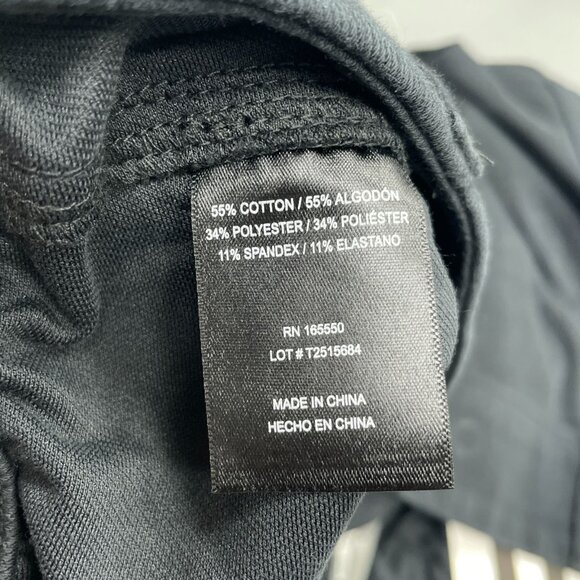 55% COTTON / 55% ALGODÓN
34% POLYESTER / 34% POLIÉSTER
11% SPANDEX / 11% ELASTANO
RN 165550
LOT # T2515684
MADE IN CHINA
HECHO EN CHINA